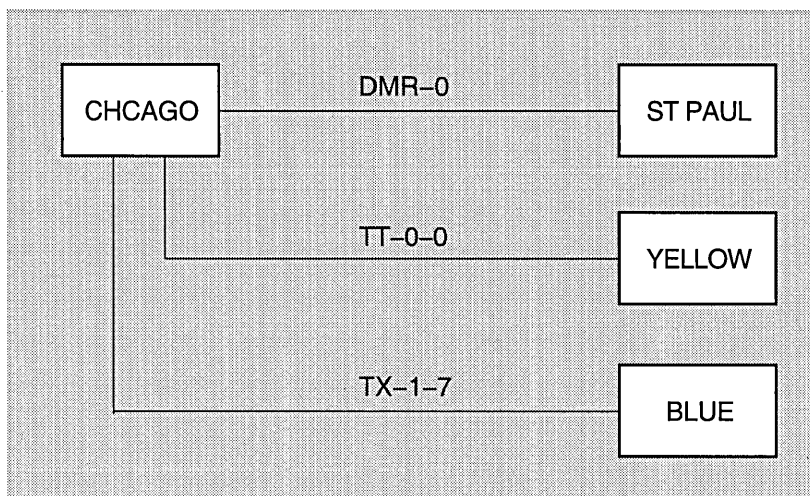 DMR-0
CHCAGO
ST PAUL
TT-0-0
YELLOW
TX-1-7
BLUE